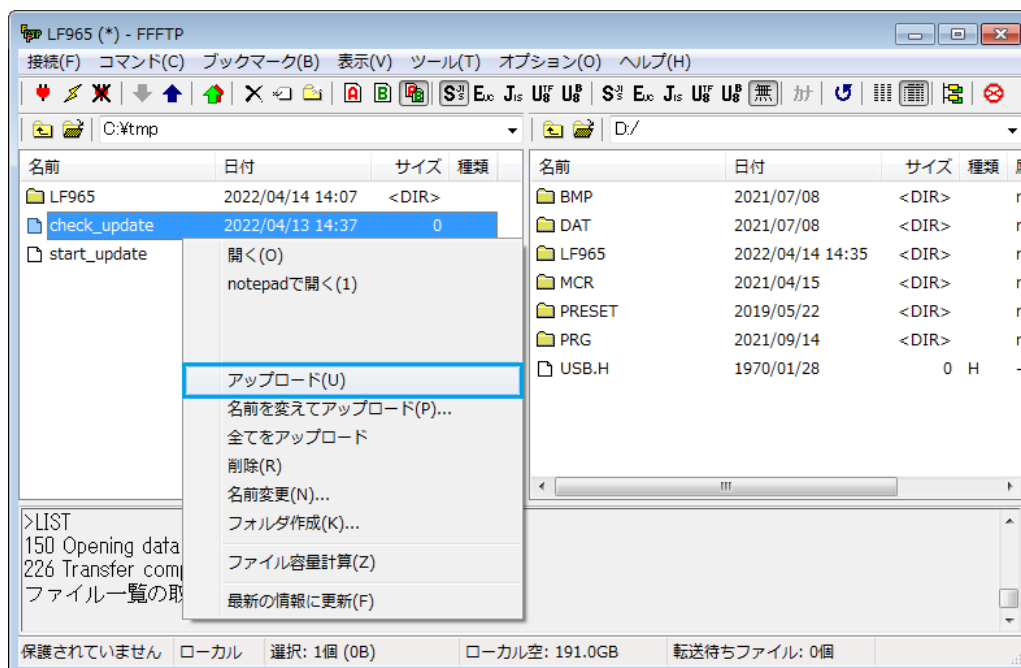 LF965 (*) - FFFTP
接続(F) コマンド(C) ブックマーク(B) 表示(V) ツール(T) オプション(O) ヘルプ(H)
C:¥tmp
D:/
名前 日付 サイズ 種類
LF965 2022/04/14 14:07 <DIR>
check_update 2022/04/13 14:37 0
start_update
名前 日付 サイズ 種類
BMP 2021/07/08 <DIR>
DAT 2021/07/08 <DIR>
LF965 2022/04/14 14:35 <DIR>
MCR 2021/04/15 <DIR>
PRESET 2019/05/22 <DIR>
PRG 2021/09/14 <DIR>
USB.H 1970/01/28 0 H
開く(O)
notepadで開く(1)
アップロード(U)
名前を変えてアップロード(P)...
全てをアップロード
削除(R)
名前変更(N)...
フォルダ作成(K)...
ファイル容量計算(Z)
最新の情報に更新(F)
>LIST
150 Opening data
226 Transfer com
ファイル一覧の取
保護されていません ローカル 選択: 1個 (0B) ローカル空: 191.0GB 転送待ちファイル: 0個